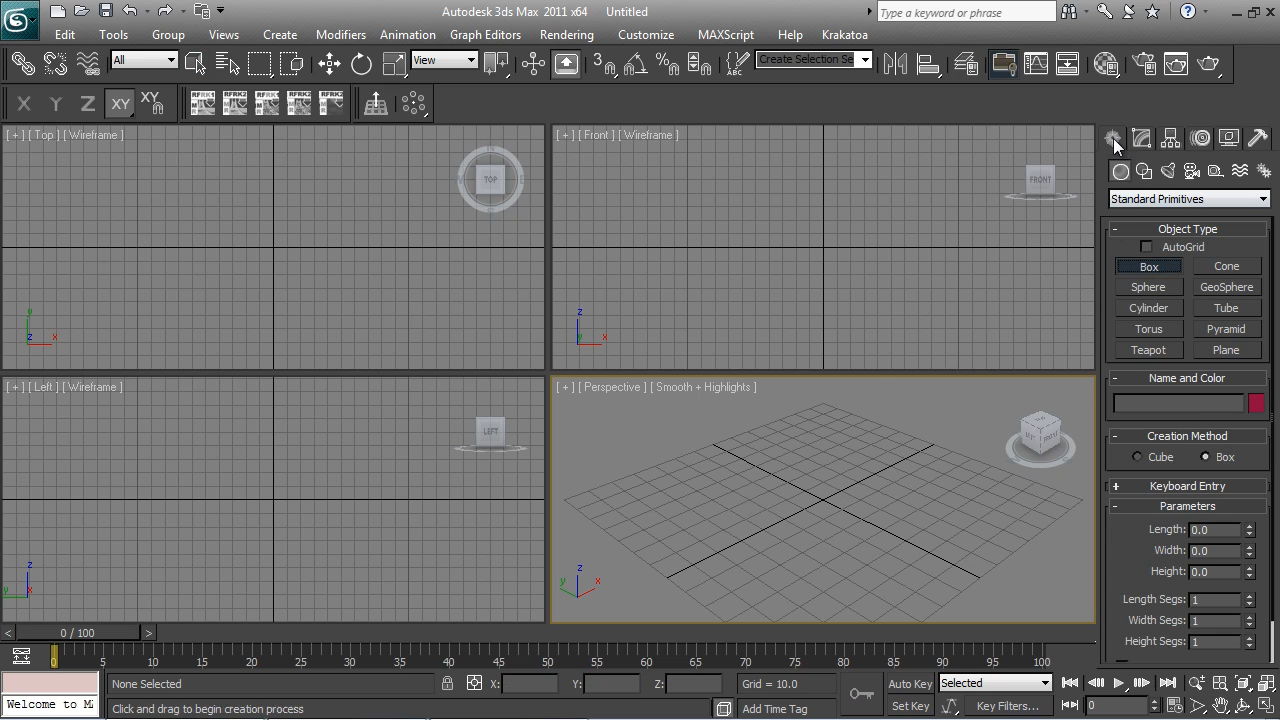 Autodesk 3ds Max 2011 x64 Untitled
Type a keyword or phrase
Edit Tools Group Views Create Modifiers Animation Graph Editors Rendering Customize MAXScript Help Krakatoa
All
View
3
Create Selection Se
X Y Z XY XY
[ + ] [ Top ] [ Wireframe ]
TOP
[ + ] [ Front ] [ Wireframe ]
FRONT
y
z x
z
y x
[ + ] [ Left ] [ Wireframe ]
LEFT
[ + ] [ Perspective ] [ Smooth + Highlights ]
FRONT
z
y x
z
y x
Standard Primitives
- Object Type
AutoGrid
Box Cone
Sphere GeoSphere
Cylinder Tube
Torus Pyramid
Teapot Plane
- Name and Color
- Creation Method
Cube Box
+ Keyboard Entry
- Parameters
Length: 0.0
Width: 0.0
Height: 0.0
Length Segs: 1
Width Segs: 1
Height Segs: 1
< 0 / 100 >
0 5 10 15 20 25 30 35 40 45 50 55 60 65 70 75 80 85 90 95 100
None Selected X: Y: Z: Grid = 10.0 Auto Key Selected
Welcome to M Click and drag to begin creation process Add Time Tag Set Key Key Filters... 0